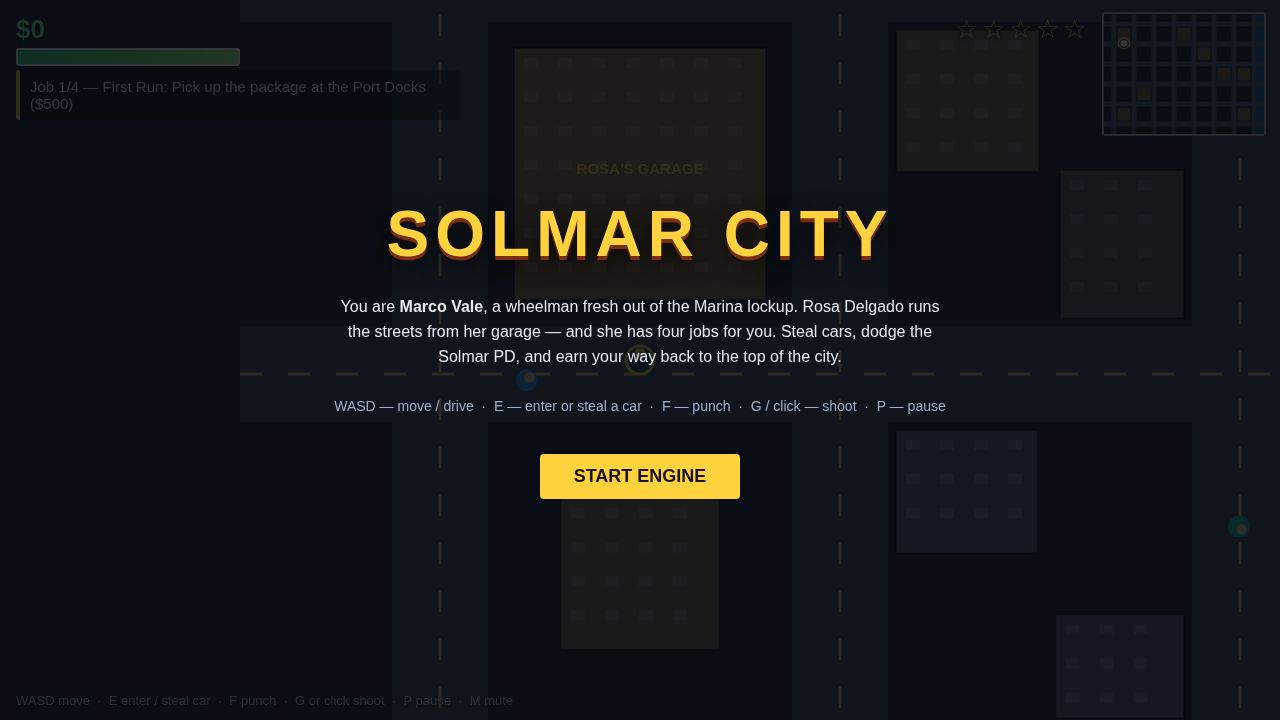 $0
☆ ☆ ☆ ☆ ☆
Job 1/4 — First Run: Pick up the package at the Port Docks
($500)
ROSA'S GARAGE
SOLMAR CITY
You are Marco Vale, a wheelman fresh out of the Marina lockup. Rosa Delgado runs
the streets from her garage — and she has four jobs for you. Steal cars, dodge the
Solmar PD, and earn your way back to the top of the city.
WASD — move / drive · E — enter or steal a car · F — punch · G / click — shoot · P — pause
START ENGINE
WASD move · E enter / steal car · F punch · G or click shoot · P pause · M mute